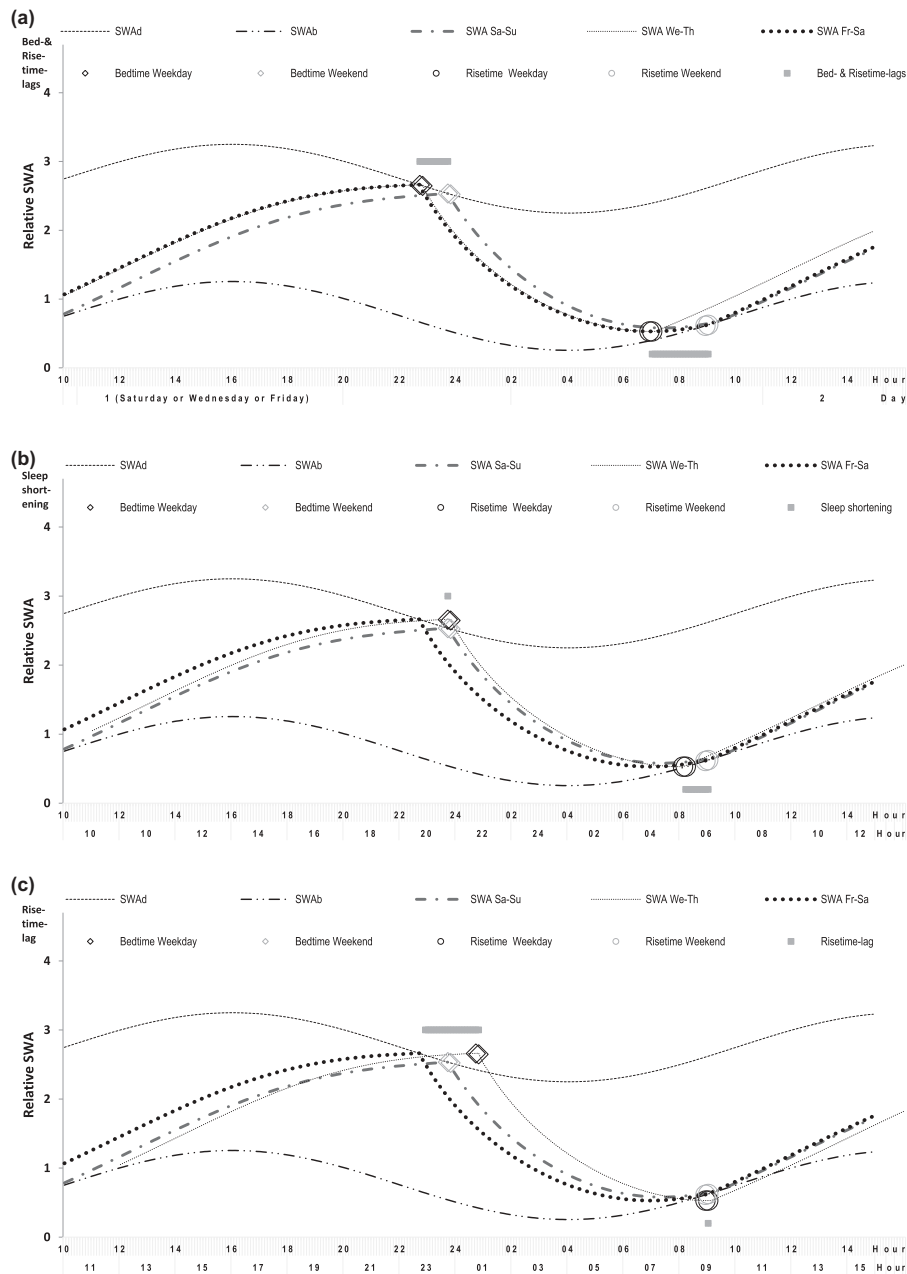 (a)
SWAd SWAb SWA Sa-Su SWA We-Th SWA Fr-Sa
Bed-&
Rise-
time-
lags
Bedtime Weekday Bedtime Weekend Risetime Weekday Risetime Weekend Bed- & Risetime-lags
4
3
2
1
0
Relative SWA
10 12 14 16 18 20 22 24 02 04 06 08 10 12 14 Hour
1 (Saturday or Wednesday or Friday) 2 Day
(b)
SWAd SWAb SWA Sa-Su SWA We-Th SWA Fr-Sa
Sleep
short-
ening
Bedtime Weekday Bedtime Weekend Risetime Weekday Risetime Weekend Sleep shortening
4
3
2
1
0
Relative SWA
10 12 14 16 18 20 22 24 02 04 06 08 10 12 14 Hour
10 10 12 14 16 18 20 22 24 02 04 06 08 10 12 Hour
(c)
SWAd SWAb SWA Sa-Su SWA We-Th SWA Fr-Sa
Rise-
time-
lag
Bedtime Weekday Bedtime Weekend Risetime Weekday Risetime Weekend Risetime-lag
4
3
2
1
0
Relative SWA
10 12 14 16 18 20 22 24 02 04 06 08 10 12 14 Hour
11 13 15 17 19 21 23 01 03 05 07 09 11 13 15 Hour